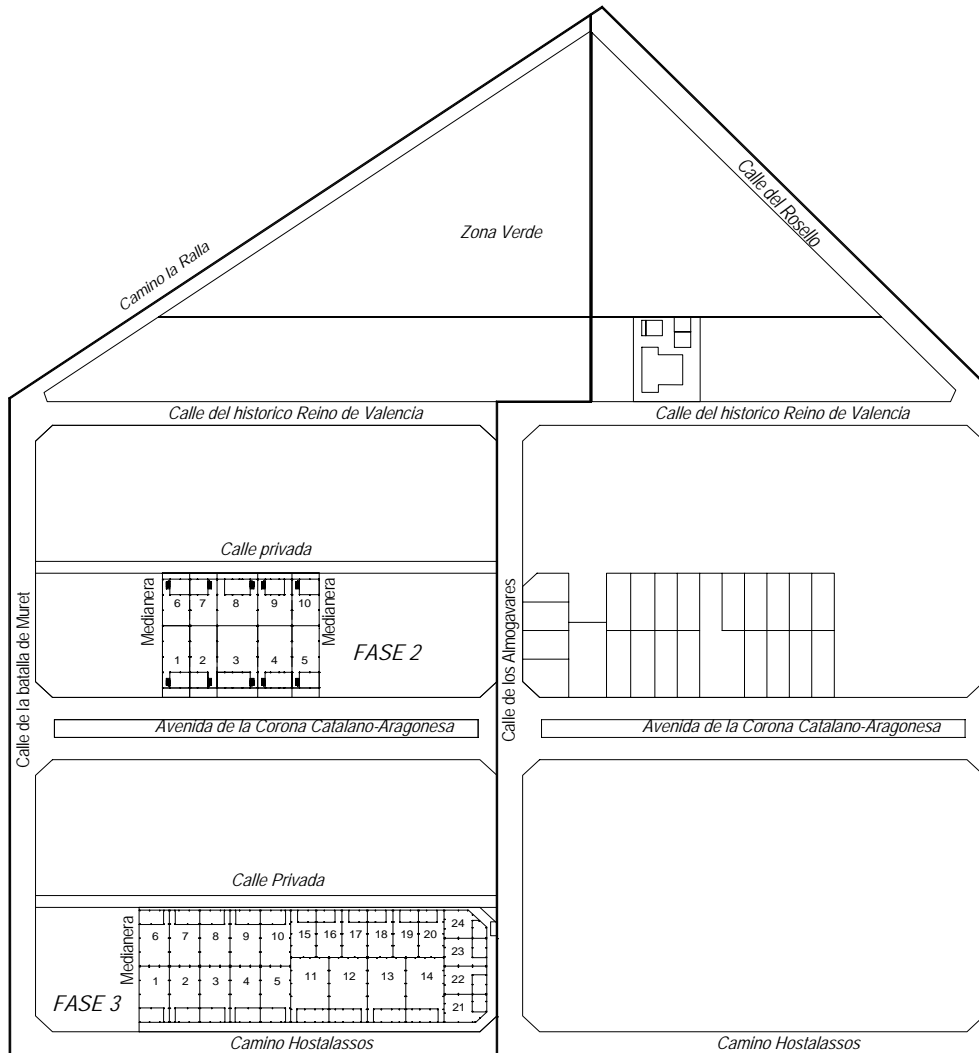 Calle del Rosello
Zona Verde
Camino la Ralla
Calle del historico Reino de Valencia
Calle del historico Reino de Valencia
Calle privada
Calle de la batalla de Muret
Medianera
6 7 8 9 10
Medianera
1 2 3 4 5
FASE 2
Calle de los Almogavares
Avenida de la Corona Catalano-Aragonesa
Avenida de la Corona Catalano-Aragonesa
Calle Privada
Medianera
6 7 8 9 10 15 16 17 18 19 20 24
23
1 2 3 4 5 11 12 13 14 22
21
FASE 3
Camino Hostalassos
Camino Hostalassos